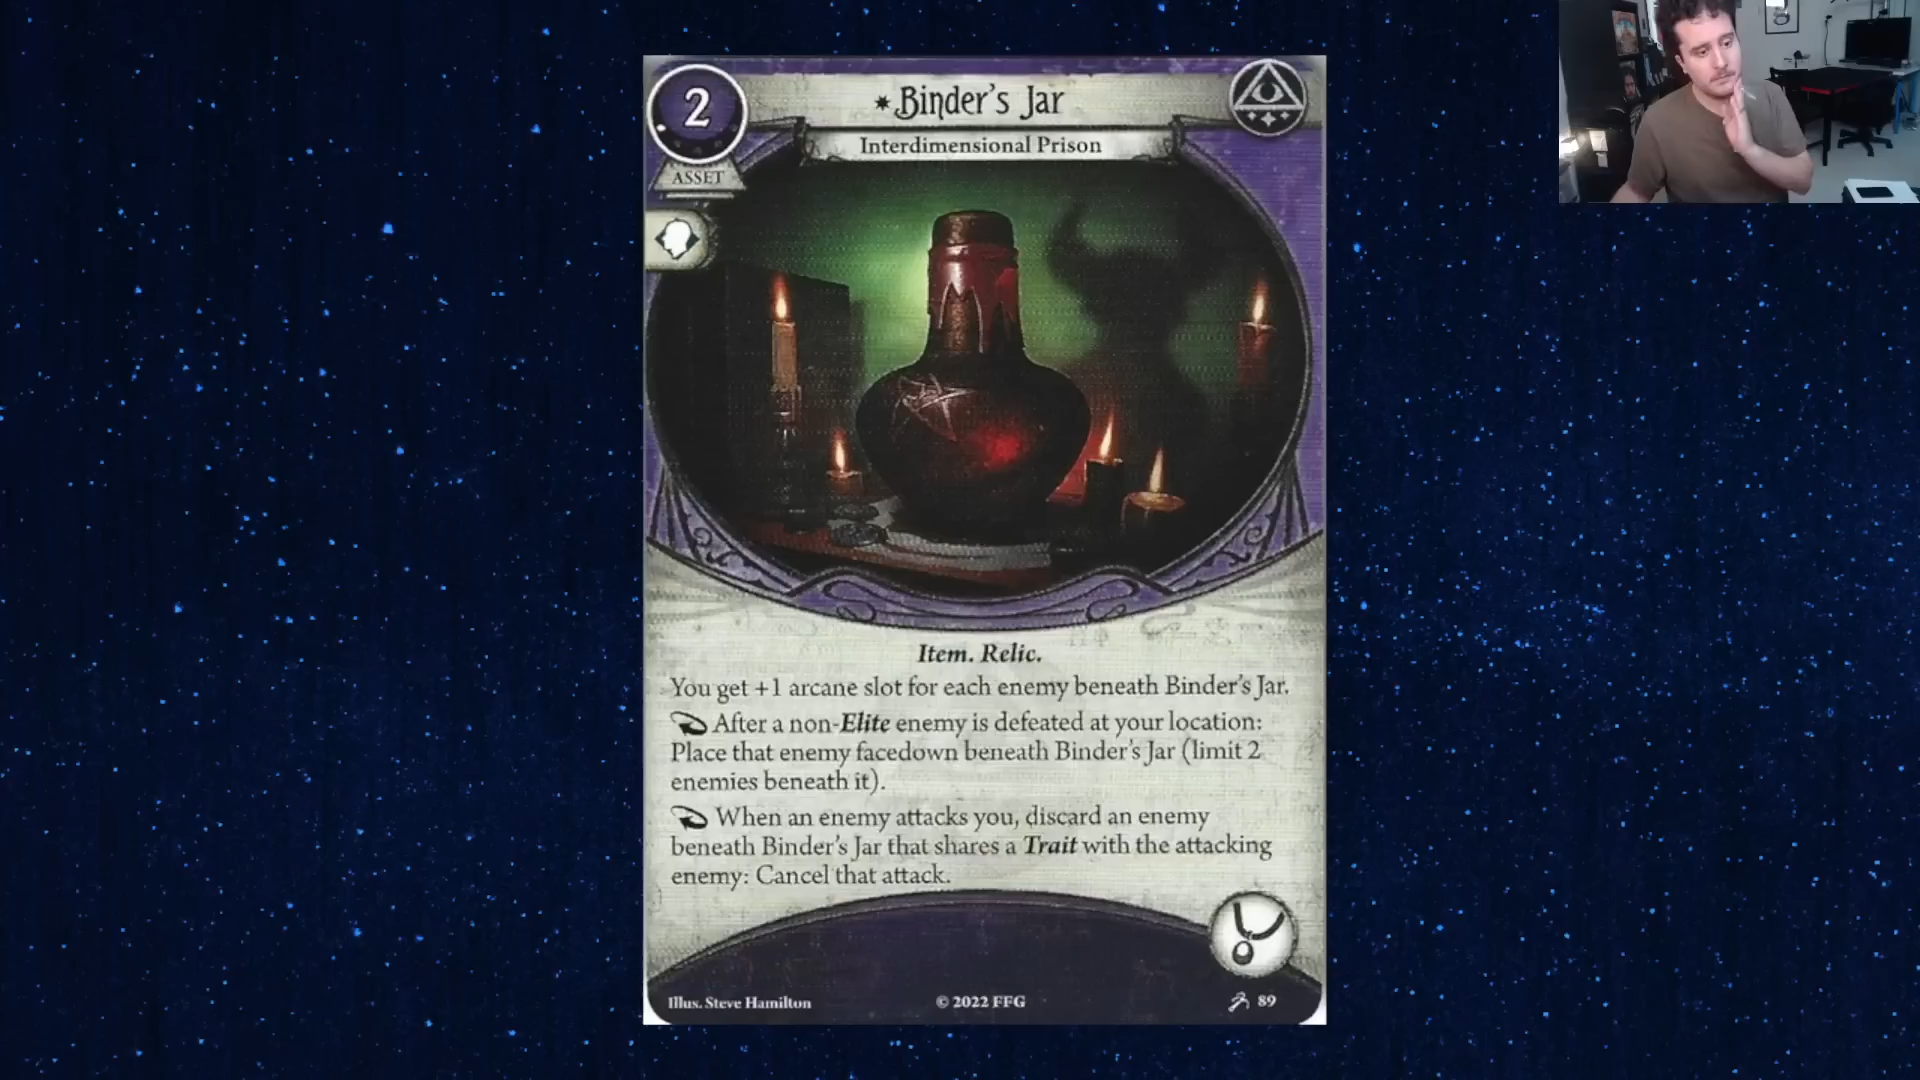 2
Binder's Jar
Interdimensional Prison
ASSET
Item. Relic.
You get +1 arcane slot for each enemy beneath Binder's Jar.
After a non-Elite enemy is defeated at your location:
Place that enemy facedown beneath Binder's Jar (limit 2
enemies beneath it).
When an enemy attacks you, discard an enemy
beneath Binder's Jar that shares a Trait with the attacking
enemy: Cancel that attack.
Illus. Steve Hamilton
© 2022 FFG
89